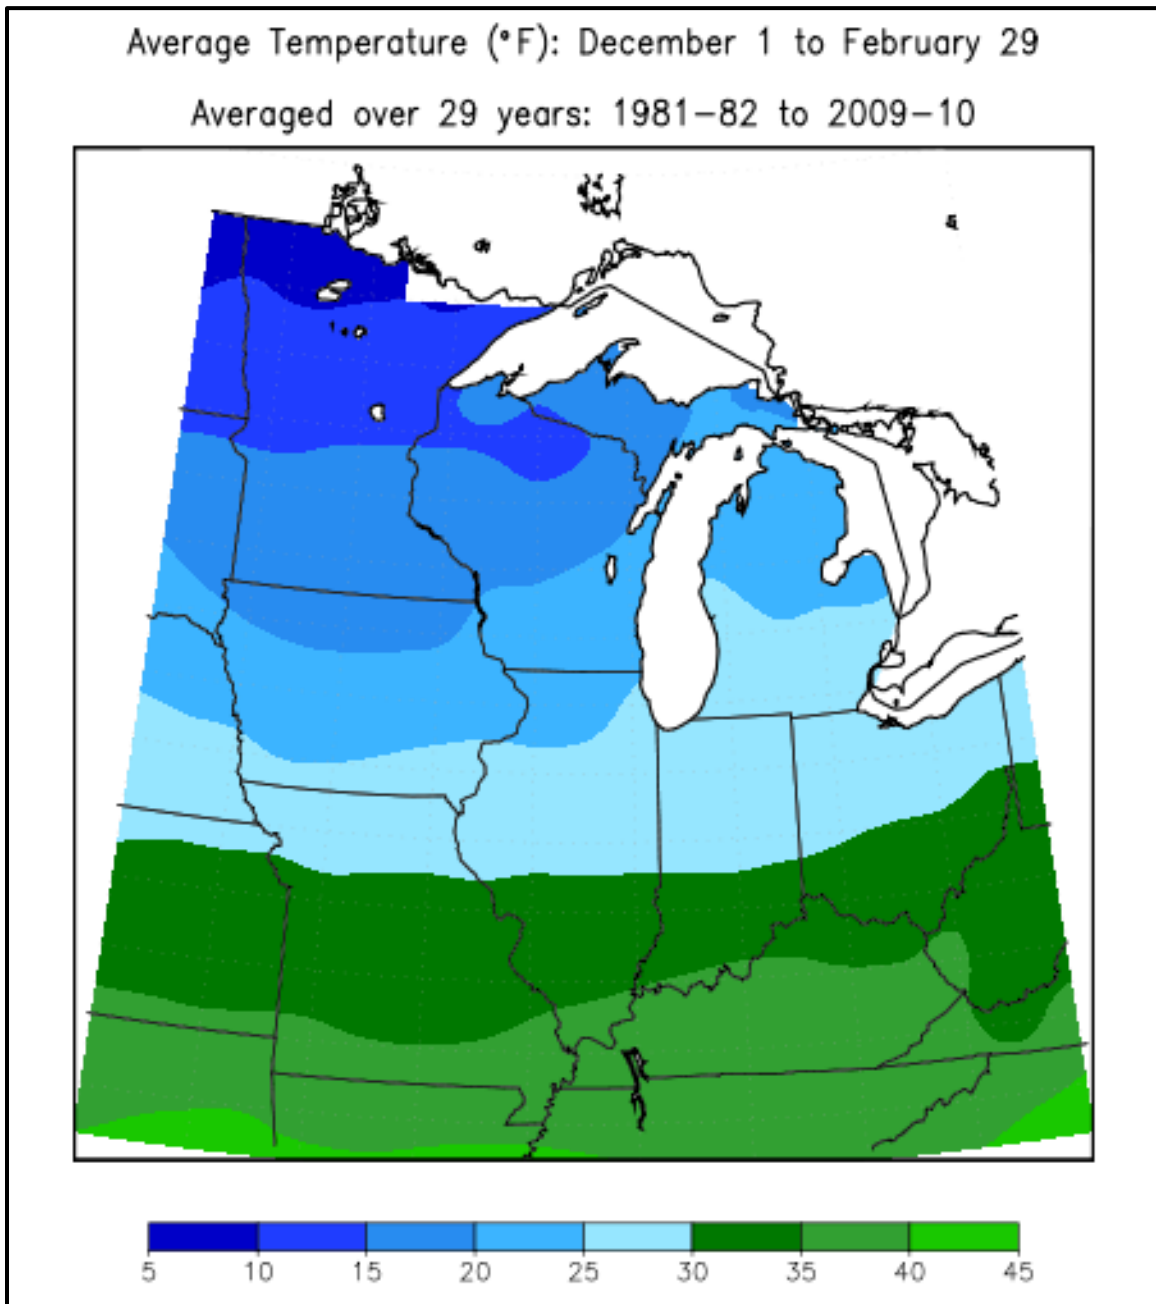 Average Temperature (°F): December 1 to February 29
Averaged over 29 years: 1981-82 to 2009-10
5 10 15 20 25 30 35 40 45